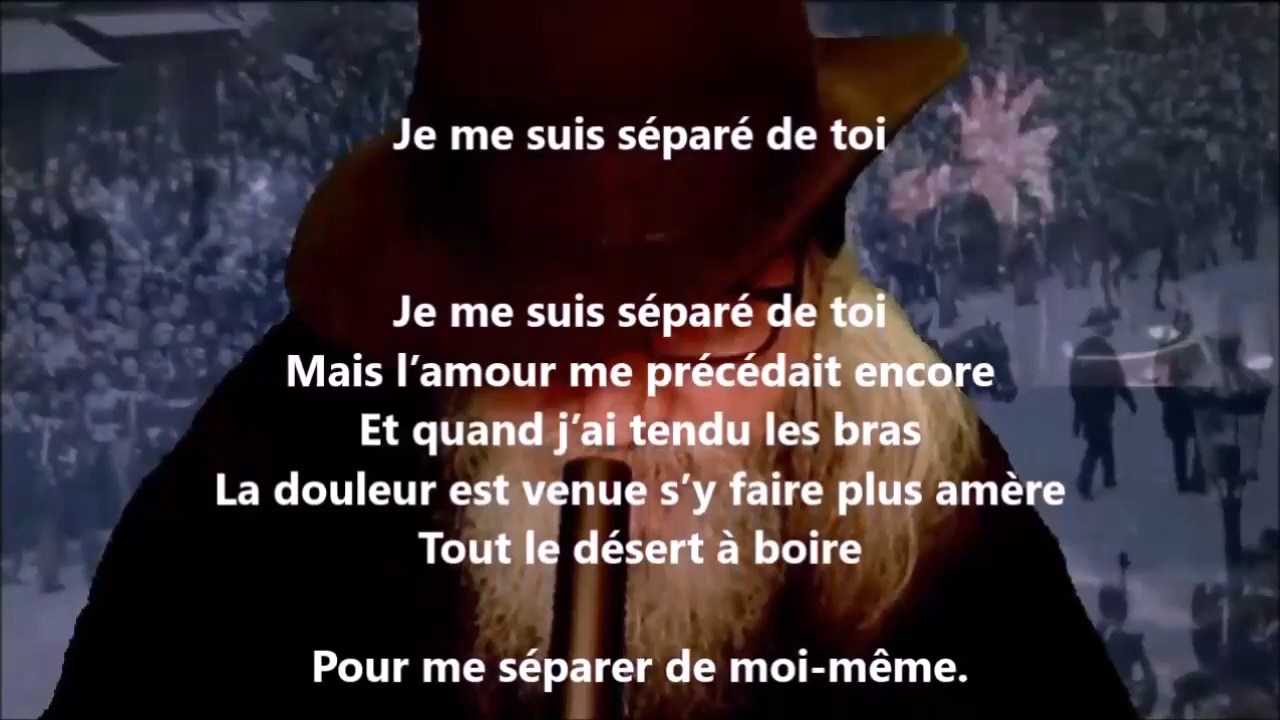 Je me suis séparé de toi
Je me suis séparé de toi
Mais l’amour me précédait encore
Et quand j’ai tendu les bras
La douleur est venue s’y faire plus amère
Tout le désert à boire
Pour me séparer de moi-même.